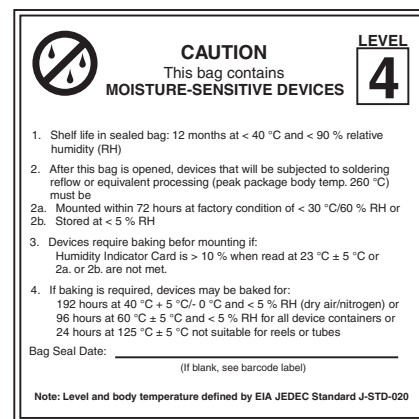 LEVEL
4
CAUTION
This bag contains
MOISTURE-SENSITIVE DEVICES
1. Shelf life in sealed bag: 12 months at < 40 °C and < 90 % relative
humidity (RH)
2. After this bag is opened, devices that will be subjected to soldering
reflow or equivalent processing (peak package body temp. 260 °C)
must be
2a. Mounted within 72 hours at factory condition of < 30 °C/60 % RH or
2b. Stored at < 5 % RH
3. Devices require baking befor mounting if:
Humidity Indicator Card is > 10 % when read at 23 °C ± 5 °C or
2a. or 2b. are not met.
4. If baking is required, devices may be baked for:
192 hours at 40 °C + 5 °C/- 0 °C and < 5 % RH (dry air/nitrogen) or
96 hours at 60 °C ± 5 °C and < 5 % RH for all device containers or
24 hours at 125 °C ± 5 °C not suitable for reels or tubes
Bag Seal Date:
(If blank, see barcode label)
Note: Level and body temperature defined by EIA JEDEC Standard J-STD-020